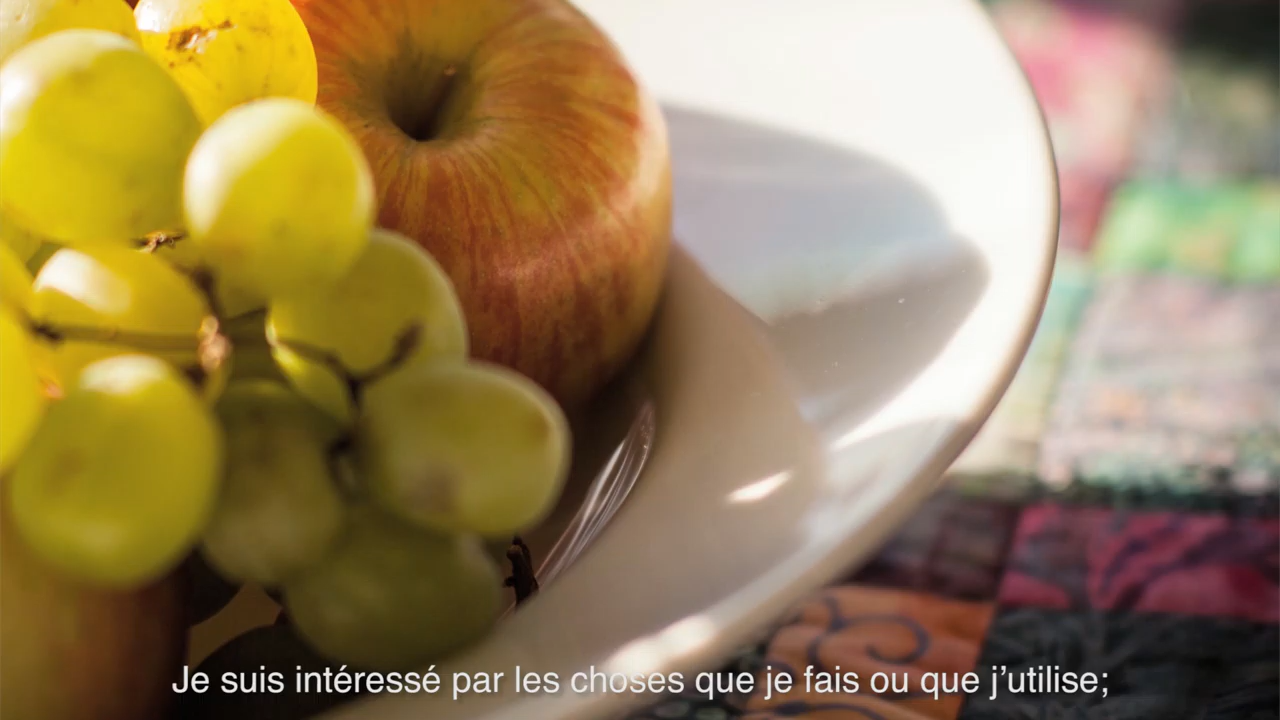 Je suis intéressé par les choses que je fais ou que j’utilise;